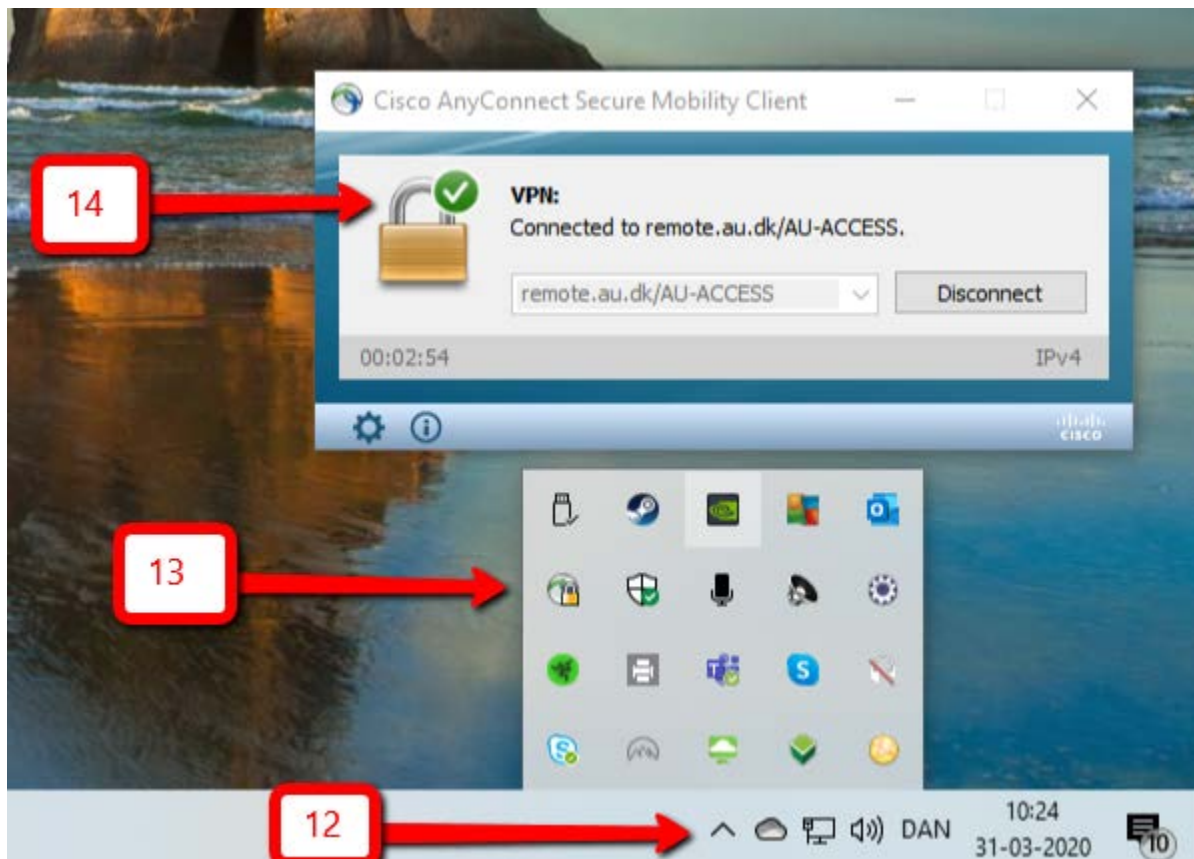 Cisco AnyConnect Secure Mobility Client
14
VPN:
Connected to remote.au.dk/AU-ACCESS.
remote.au.dk/AU-ACCESS
Disconnect
00:02:54
IPv4
CISCO
13
12
DAN
10:24
31-03-2020
10